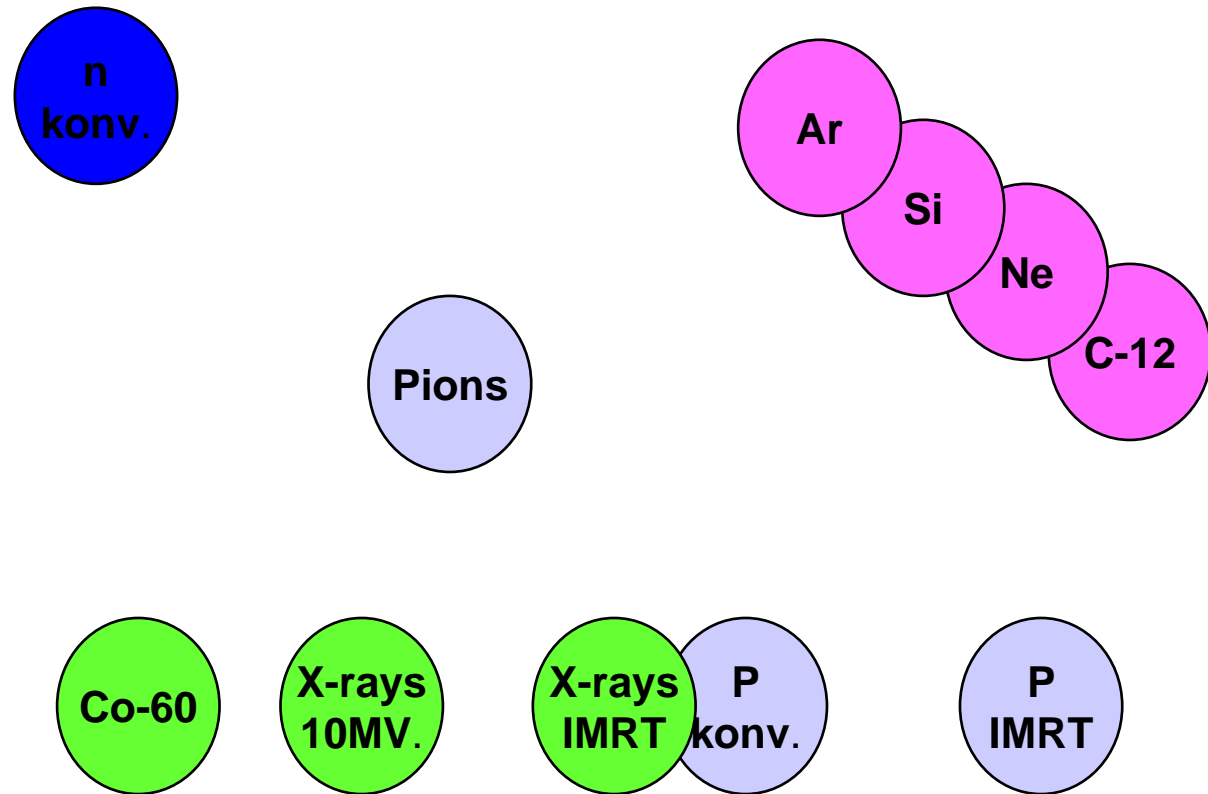 n
konv.
Ar
Si
Ne
C-12
Pions
Co-60
X-rays
10MV.
X-rays
IMRT
P
konv.
P
IMRT